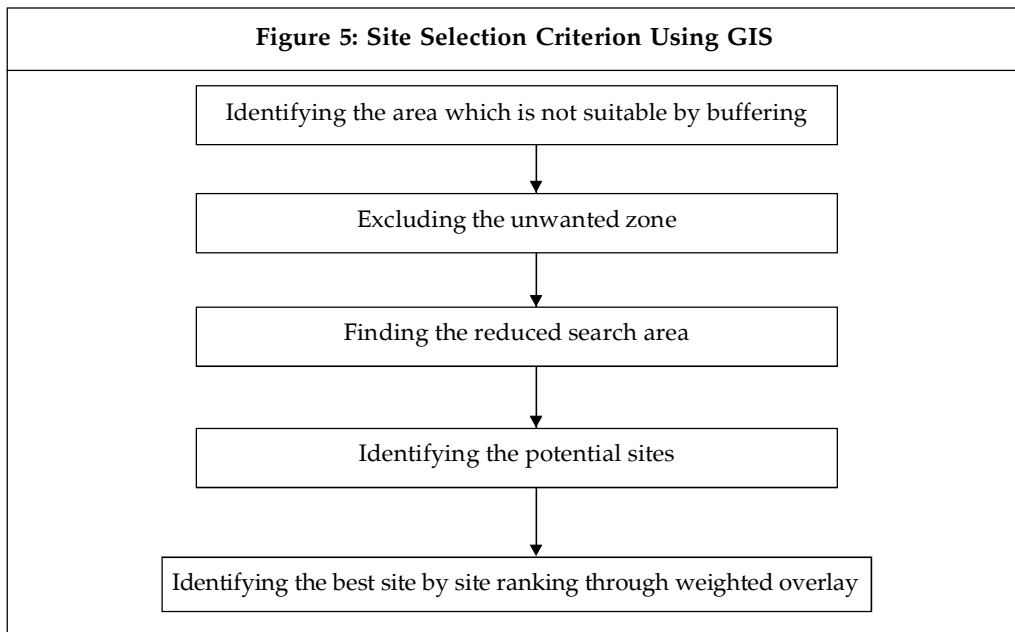 Figure 5: Site Selection Criterion Using GIS
Identifying the area which is not suitable by buffering
Excluding the unwanted zone
Finding the reduced search area
Identifying the potential sites
Identifying the best site by site ranking through weighted overlay